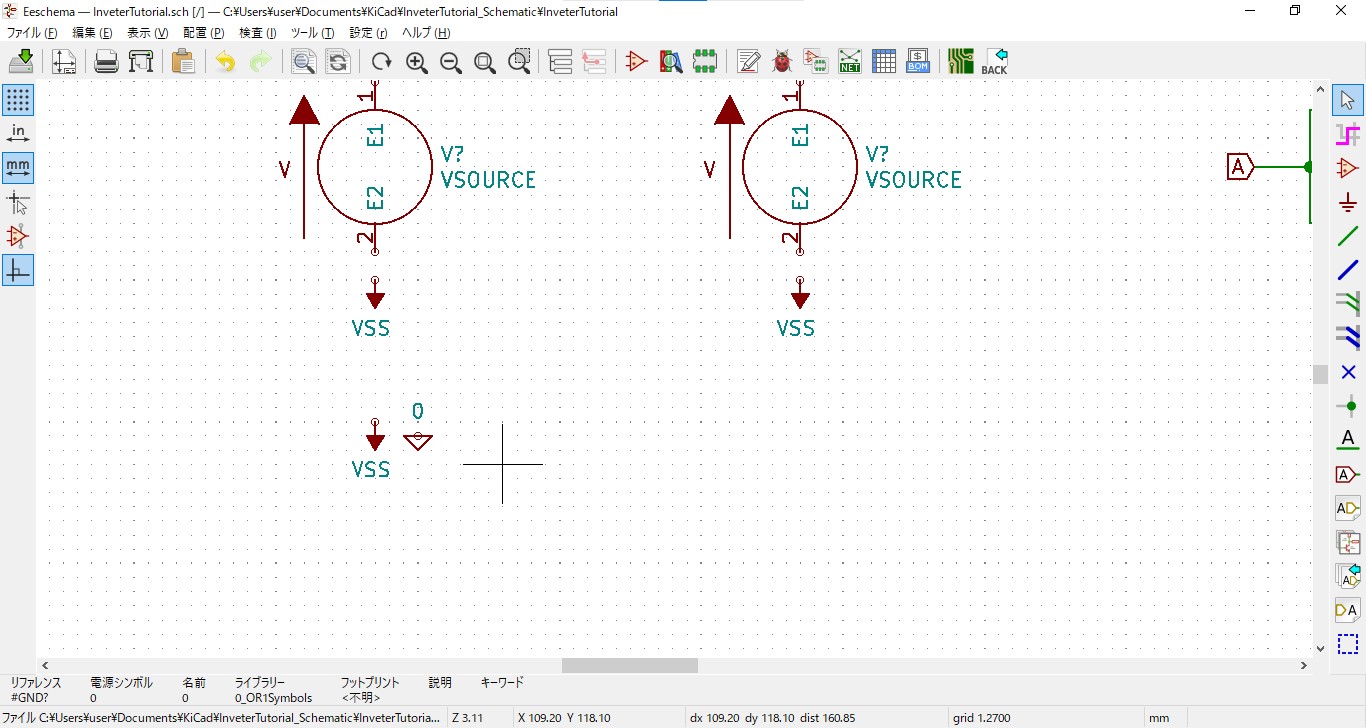 Eeschema — InveterTutorial.sch [/] — C:¥Users¥user¥Documents¥KiCad¥InveterTutorial_Schematic¥InveterTutorial
ファイル (F) 編集 (E) 表示 (V) 配置 (P) 検査 (I) ツール (T) 設定 (r) ヘルプ (H)
NET
$
BOM
BACK
in
mm
1
E1
V
V?
VSOURCE
E2
2
VSS
1
E1
V
V?
VSOURCE
E2
2
VSS
A
0
VSS
A
A
AD
AD
DA
リファレンス 電源シンボル 名前 ライブラリー フットプリント 説明 キーワード
#GND? 0 0 0_OR1Symbols <不明>
ファイル C:¥Users¥user¥Documents¥KiCad¥InveterTutorial_Schematic¥InveterTutoria... Z 3.11 X 109.20 Y 118.10 dx 109.20 dy 118.10 dist 160.85 grid 1.2700 mm